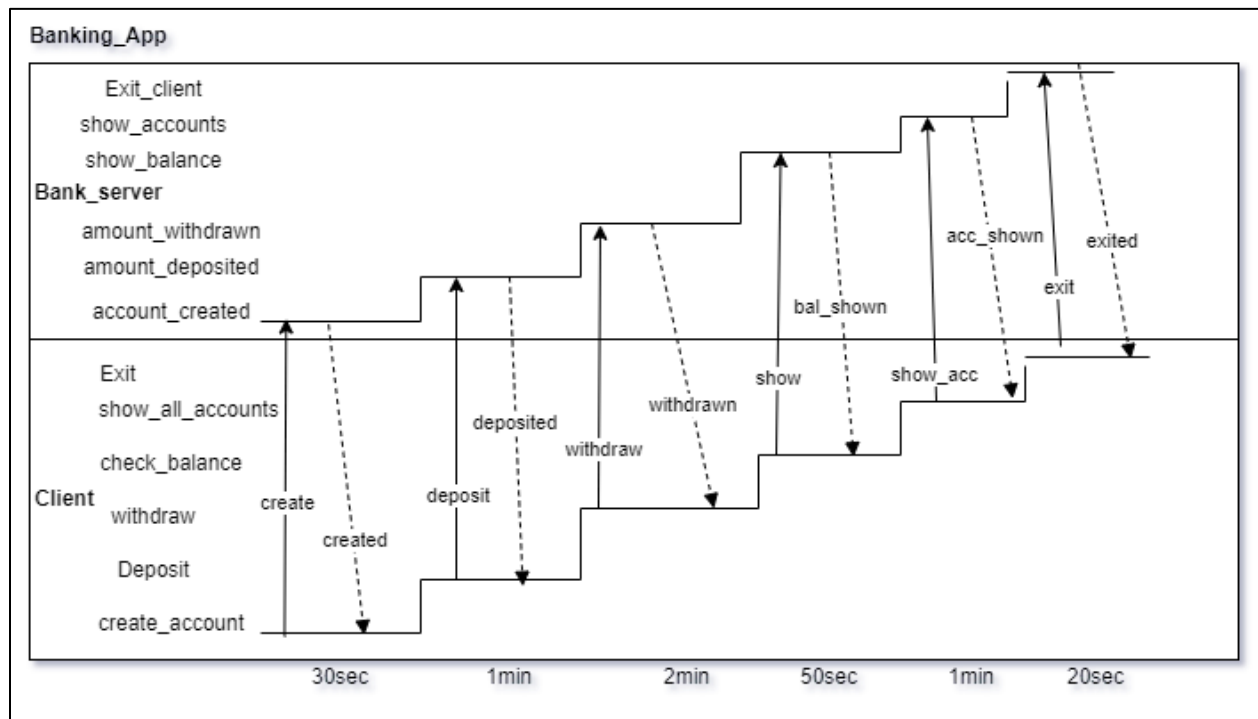 Banking_App
Exit_client
show_accounts
show_balance
Bank_server
amount_withdrawn
amount_deposited
account_created
acc_shown
exited
exit
bal_shown
Exit
show_all_accounts
check_balance
Client
withdraw
Deposit
create_account
create
created
deposit
deposited
withdraw
withdrawn
show
show_acc
30sec
1min
2min
50sec
1min
20sec